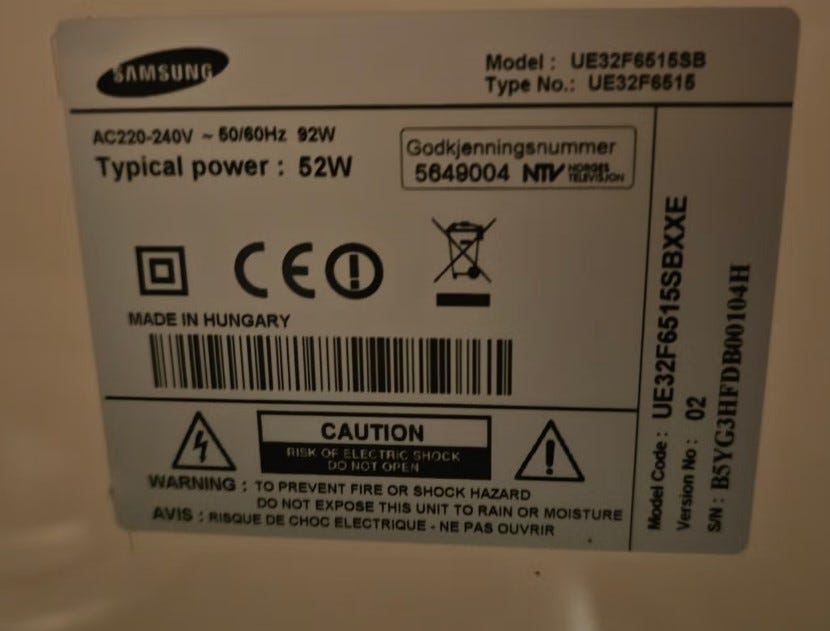 SAMSUNG
Model : UE32F6515SB
Type No.: UE32F6515
AC220-240V ~ 50/60Hz 92W
Typical power : 52W
Godkjenningsnummer
5649004 NTV NORGES TELEVISJON
CE
MADE IN HUNGARY
CAUTION
RISK OF ELECTRIC SHOCK
DO NOT OPEN
WARNING : TO PREVENT FIRE OR SHOCK HAZARD
DO NOT EXPOSE THIS UNIT TO RAIN OR MOISTURE
AVIS : RISQUE DE CHOC ELECTRIQUE - NE PAS OUVRIR
Model Code : UE32F6515SBXXE
Version No : 02
S/N : B5YG3HFDB00104H